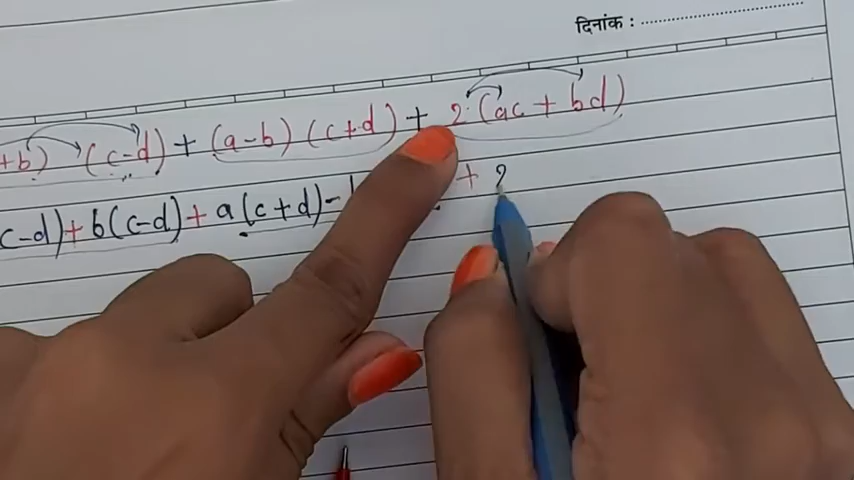 दिनांक :
+b) (c-d) + (a-b) (c+d) + 2 (ac + bd)
c-d) + b(c-d) + a(c+d) - + 2